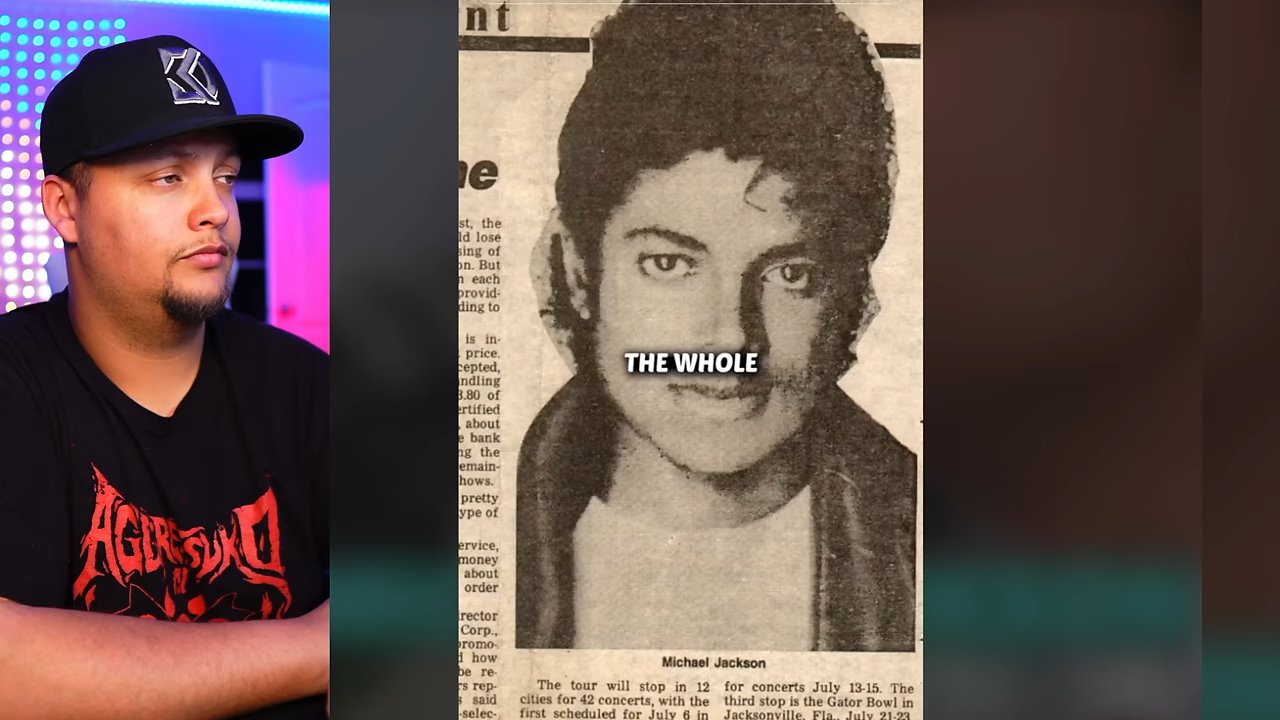 nt
ne
st, the
ld lose
sing of
on. But
n each
provid-
ding to
is in-
price.
cepted,
ndling
3.80 of
ertified
, about
e bank
ng the
emain-
hows.
pretty
ype of
ervice,
money
about
order
rector
Corp.,
promo-
d how
be re-
rs rep-
said
-selec-
THE WHOLE
Michael Jackson
The tour will stop in 12
cities for 42 concerts, with the
first scheduled for July 6 in
for concerts July 13-15. The
third stop is the Gator Bowl in
Jacksonville, Fla., July 21-23
AGGRETSUKO